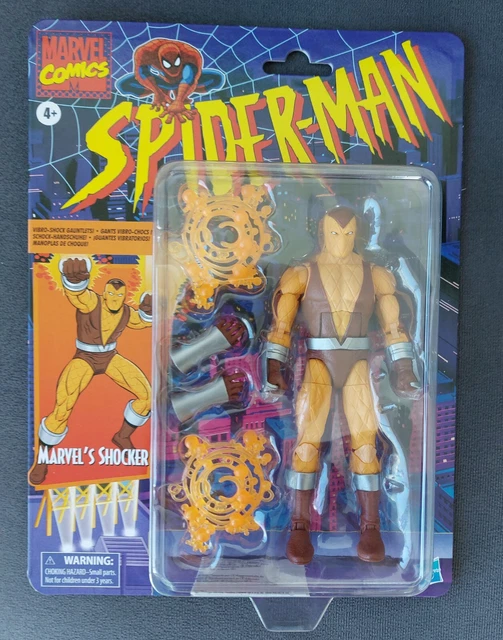 MARVEL
COMICS
4+
SPIDER-MAN
VIBRO-SHOCK GAUNTLETS! • GANTS VIBRO-CHOCS !
SCHOCK-HANDSCHUHE! • ¡GUANTES VIBRATORIOS!
MANOPLAS DE CHOQUE!
MARVEL'S SHOCKER
WARNING:
CHOKING HAZARD–Small parts.
Not for children under 3 years.